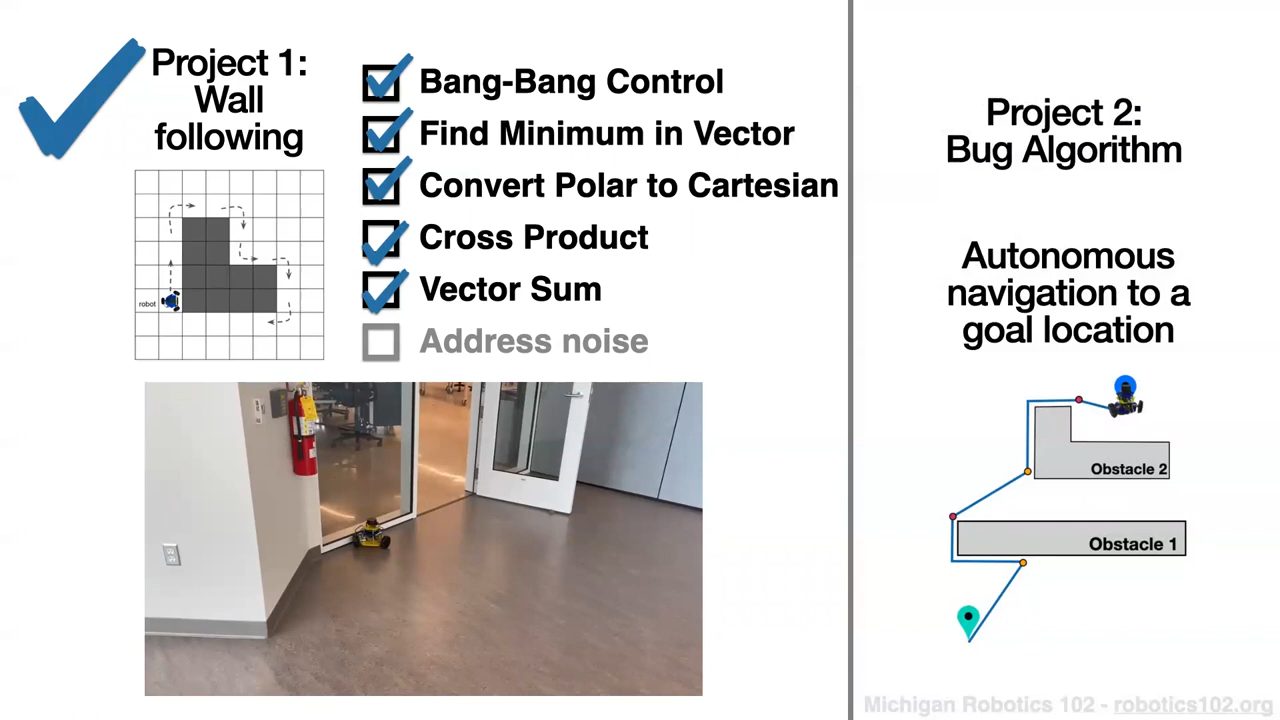 Project 1:
Wall
following
robot
Bang-Bang Control
Find Minimum in Vector
Convert Polar to Cartesian
Cross Product
Vector Sum
Address noise
Project 2:
Bug Algorithm
Autonomous
navigation to a
goal location
Obstacle 2
Obstacle 1
Michigan Robotics 102 - robotics102.org